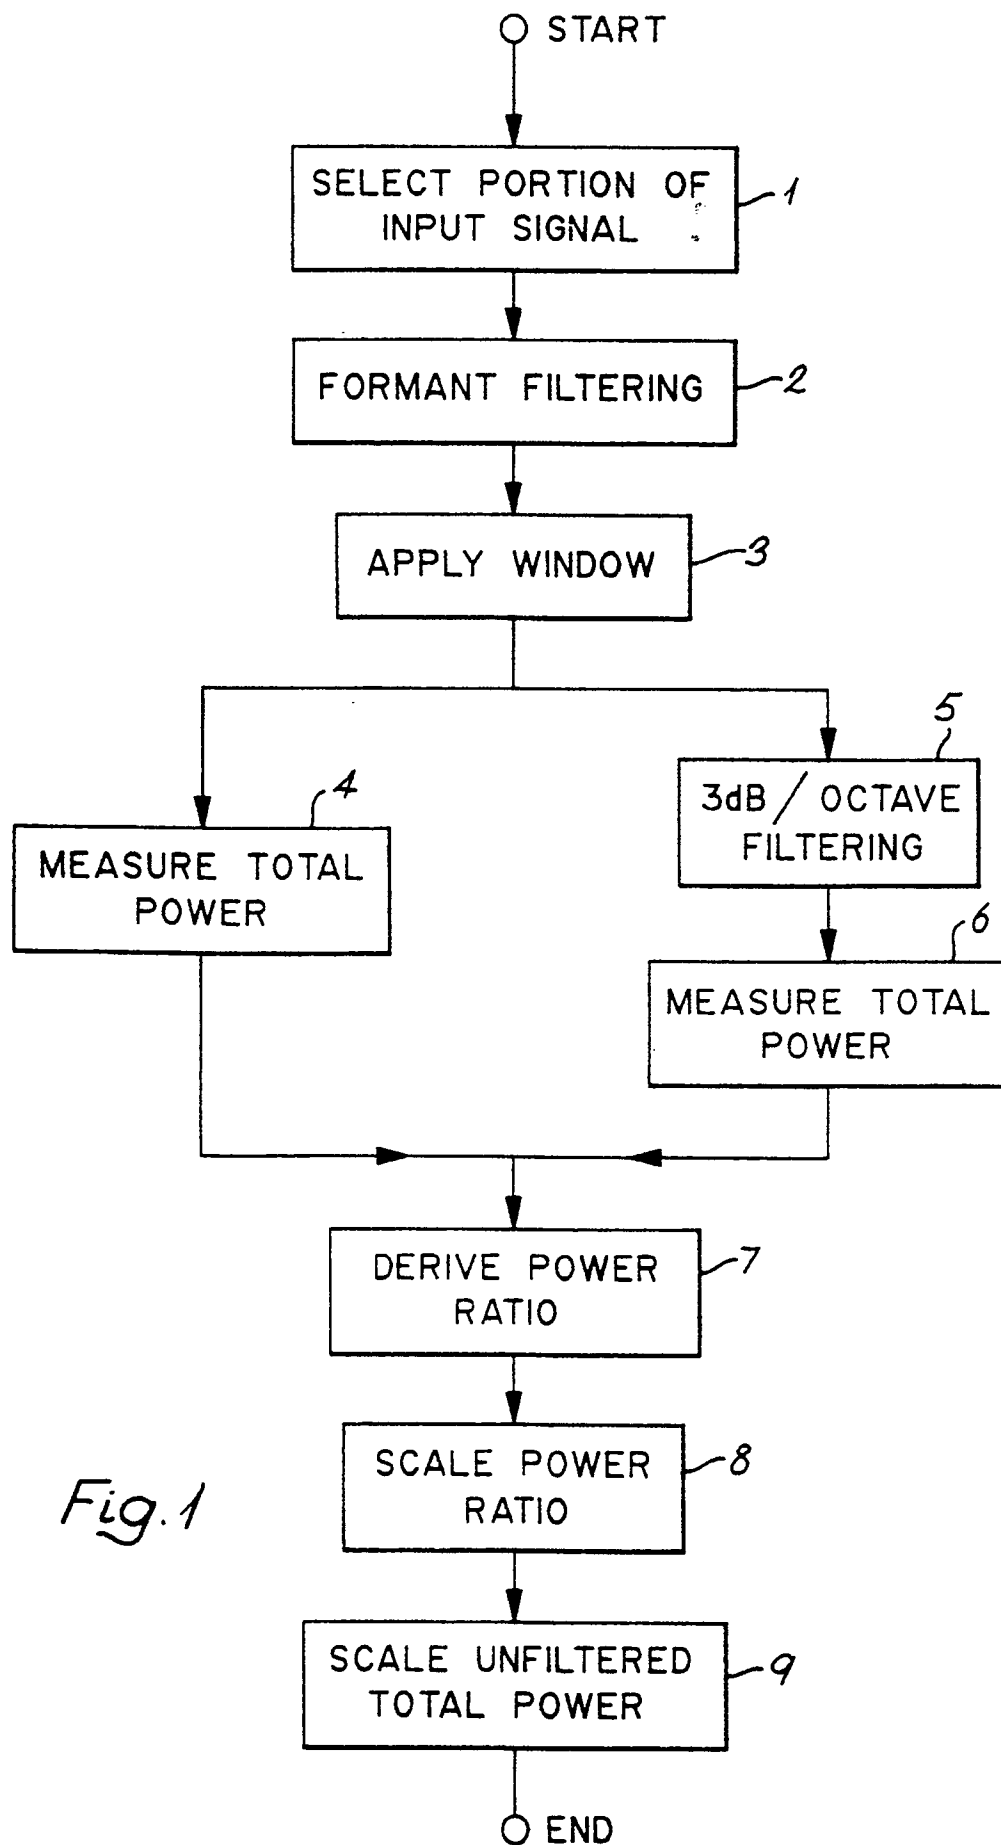 START
SELECT PORTION OF
INPUT SIGNAL
1
FORMANT FILTERING
2
APPLY WINDOW
3
4
MEASURE TOTAL
POWER
5
3dB / OCTAVE
FILTERING
6
MEASURE TOTAL
POWER
DERIVE POWER
RATIO
7
SCALE POWER
RATIO
8
Fig. 1
SCALE UNFILTERED
TOTAL POWER
9
END